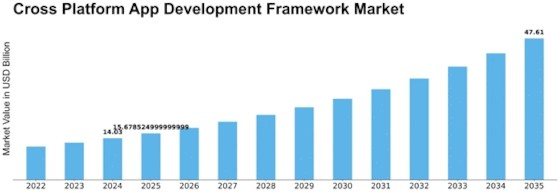 Cross Platform App Development Framework Market
Market Value in USD Billion
47.61
15.678524999999999
14.03
2022 2023 2024 2025 2026 2027 2028 2029 2030 2031 2032 2033 2034 2035